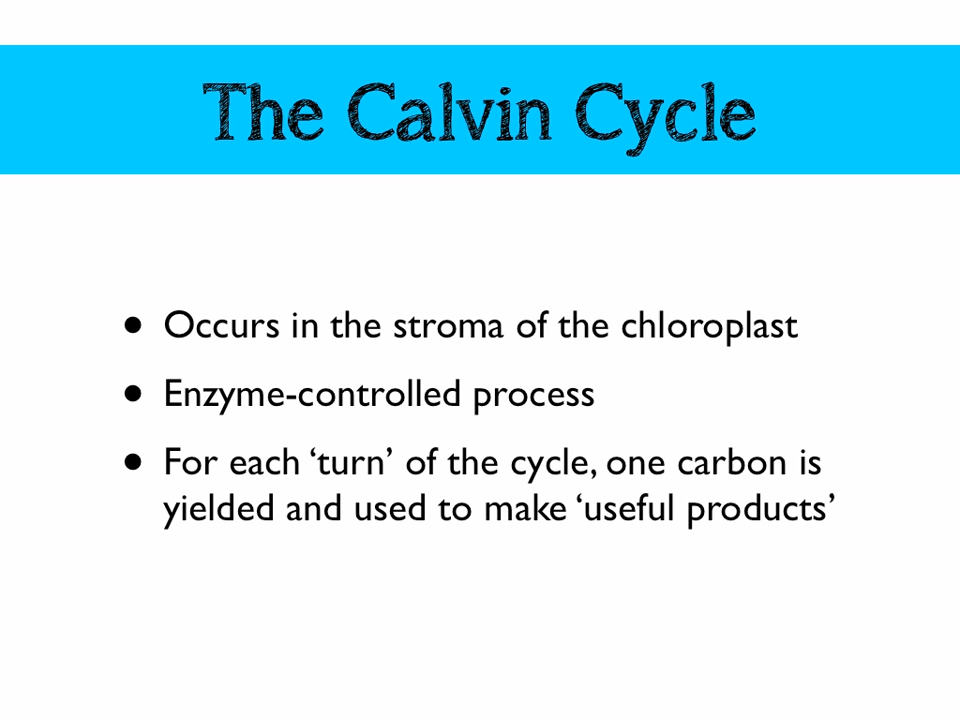 The Calvin Cycle
• Occurs in the stroma of the chloroplast
• Enzyme-controlled process
• For each ‘turn’ of the cycle, one carbon is
yielded and used to make ‘useful products’